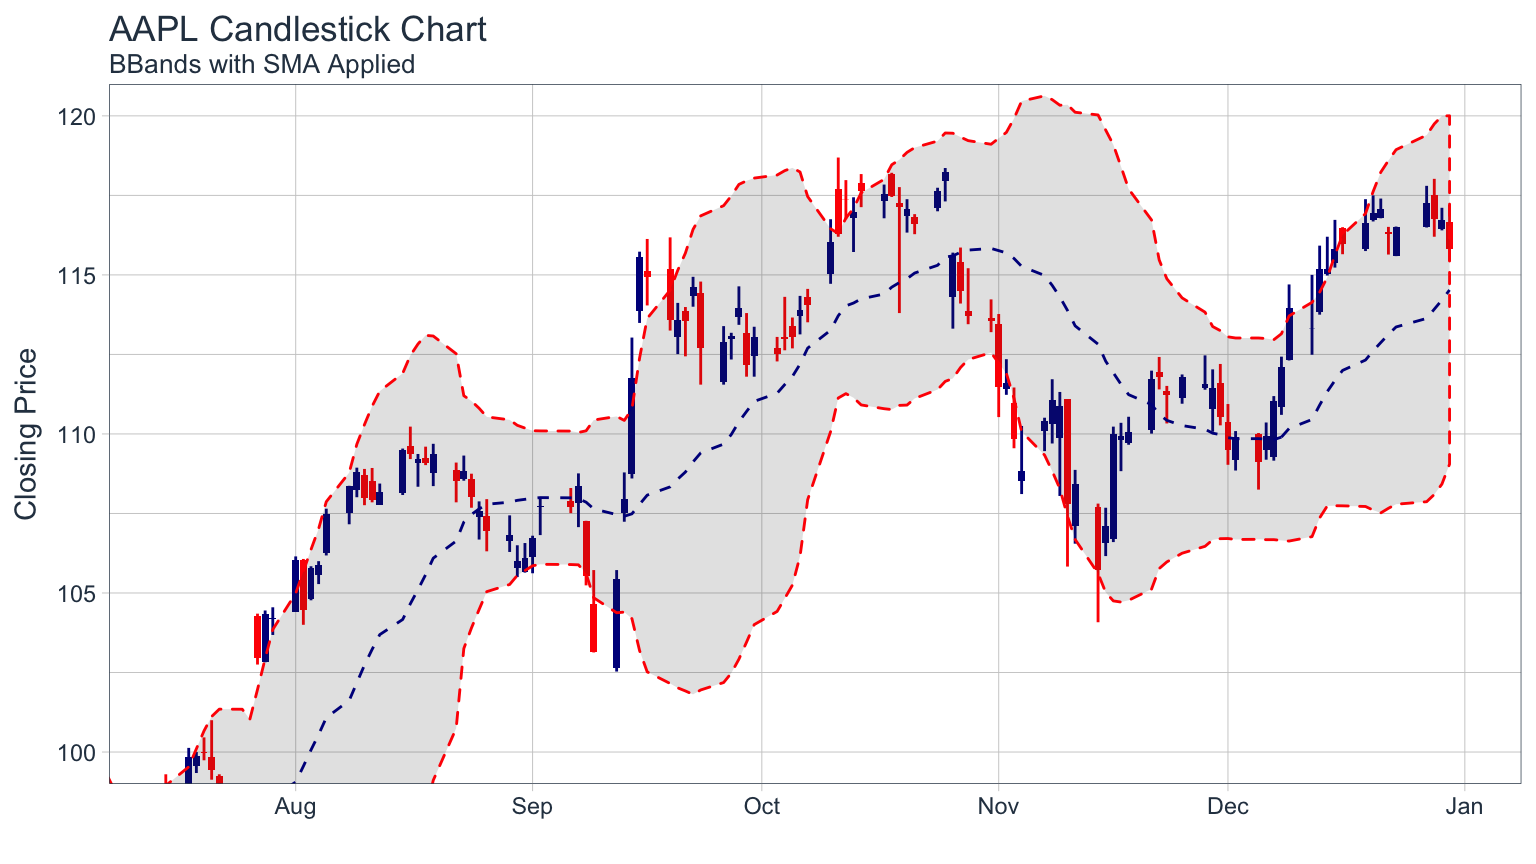 AAPL Candlestick Chart
BBands with SMA Applied
Closing Price
120
115
110
105
100
Aug Sep Oct Nov Dec Jan